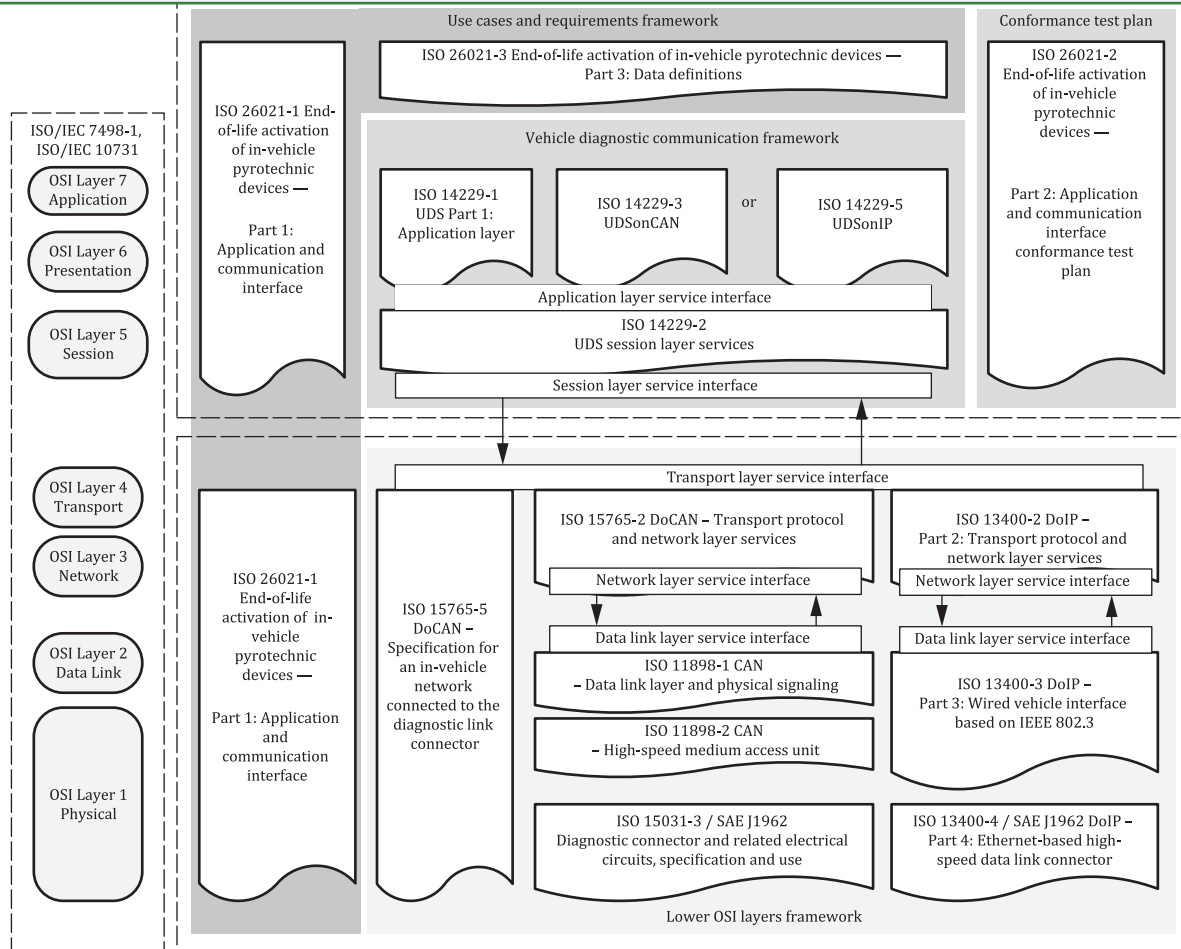 Use cases and requirements framework
Conformance test plan
ISO 26021-3 End-of-life activation of in-vehicle pyrotechnic devices —
Part 3: Data definitions
ISO 26021-2
End-of-life activation
of in-vehicle
pyrotechnic
devices —
Part 2: Application
and communication
interface
conformance test
plan
ISO 26021-1 End-
of-life activation
of in-vehicle
pyrotechnic
devices —
Part 1:
Application and
communication
interface
ISO/IEC 7498-1,
ISO/IEC 10731
OSI Layer 7
Application
OSI Layer 6
Presentation
OSI Layer 5
Session
Vehicle diagnostic communication framework
ISO 14229-1
UDS Part 1:
Application layer
ISO 14229-3
UDSonCAN
or
ISO 14229-5
UDSonIP
Application layer service interface
ISO 14229-2
UDS session layer services
Session layer service interface
OSI Layer 4
Transport
OSI Layer 3
Network
OSI Layer 2
Data Link
OSI Layer 1
Physical
ISO 26021-1
End-of-life
activation of in-
vehicle
pyrotechnic
devices —
Part 1: Application
and
communication
interface
Transport layer service interface
ISO 15765-5
DoCAN –
Specification for
an in-vehicle
network
connected to the
diagnostic link
connector
ISO 15765-2 DoCAN – Transport protocol
and network layer services
Network layer service interface
Data link layer service interface
ISO 11898-1 CAN
– Data link layer and physical signaling
ISO 11898-2 CAN
– High-speed medium access unit
ISO 15031-3 / SAE J1962
Diagnostic connector and related electrical
circuits, specification and use
ISO 13400-2 DoIP –
Part 2: Transport protocol and
network layer services
Network layer service interface
Data link layer service interface
ISO 13400-3 DoIP –
Part 3: Wired vehicle interface
based on IEEE 802.3
ISO 13400-4 / SAE J1962 DoIP –
Part 4: Ethernet-based high-
speed data link connector
Lower OSI layers framework